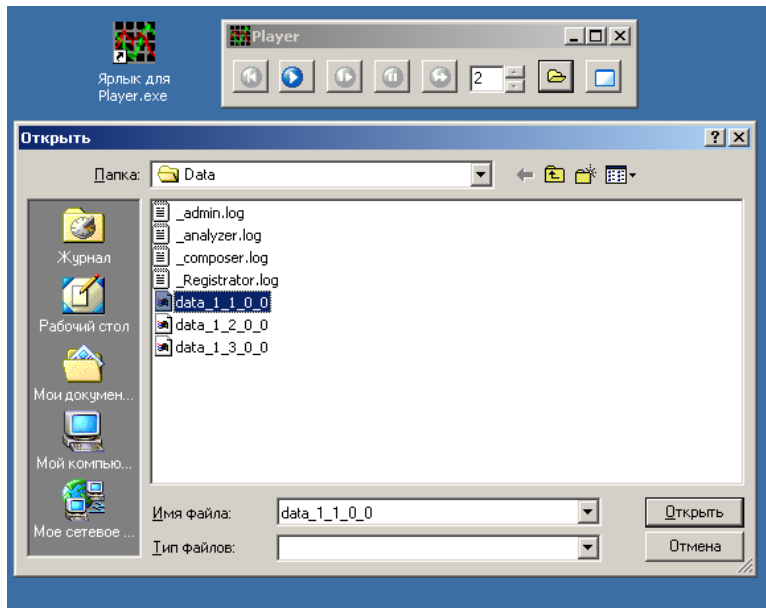 Ярлык для
Player.exe
Player
2
Открыть
Папка:
Data
Журнал
Рабочий стол
Мои докумен...
Мой компью...
Мое сетевое ...
_admin.log
_analyzer.log
_composer.log
_Registrator.log
data_1_1_0_0
data_1_2_0_0
data_1_3_0_0
Имя файла:
data_1_1_0_0
Открыть
Тип файлов:
Отмена